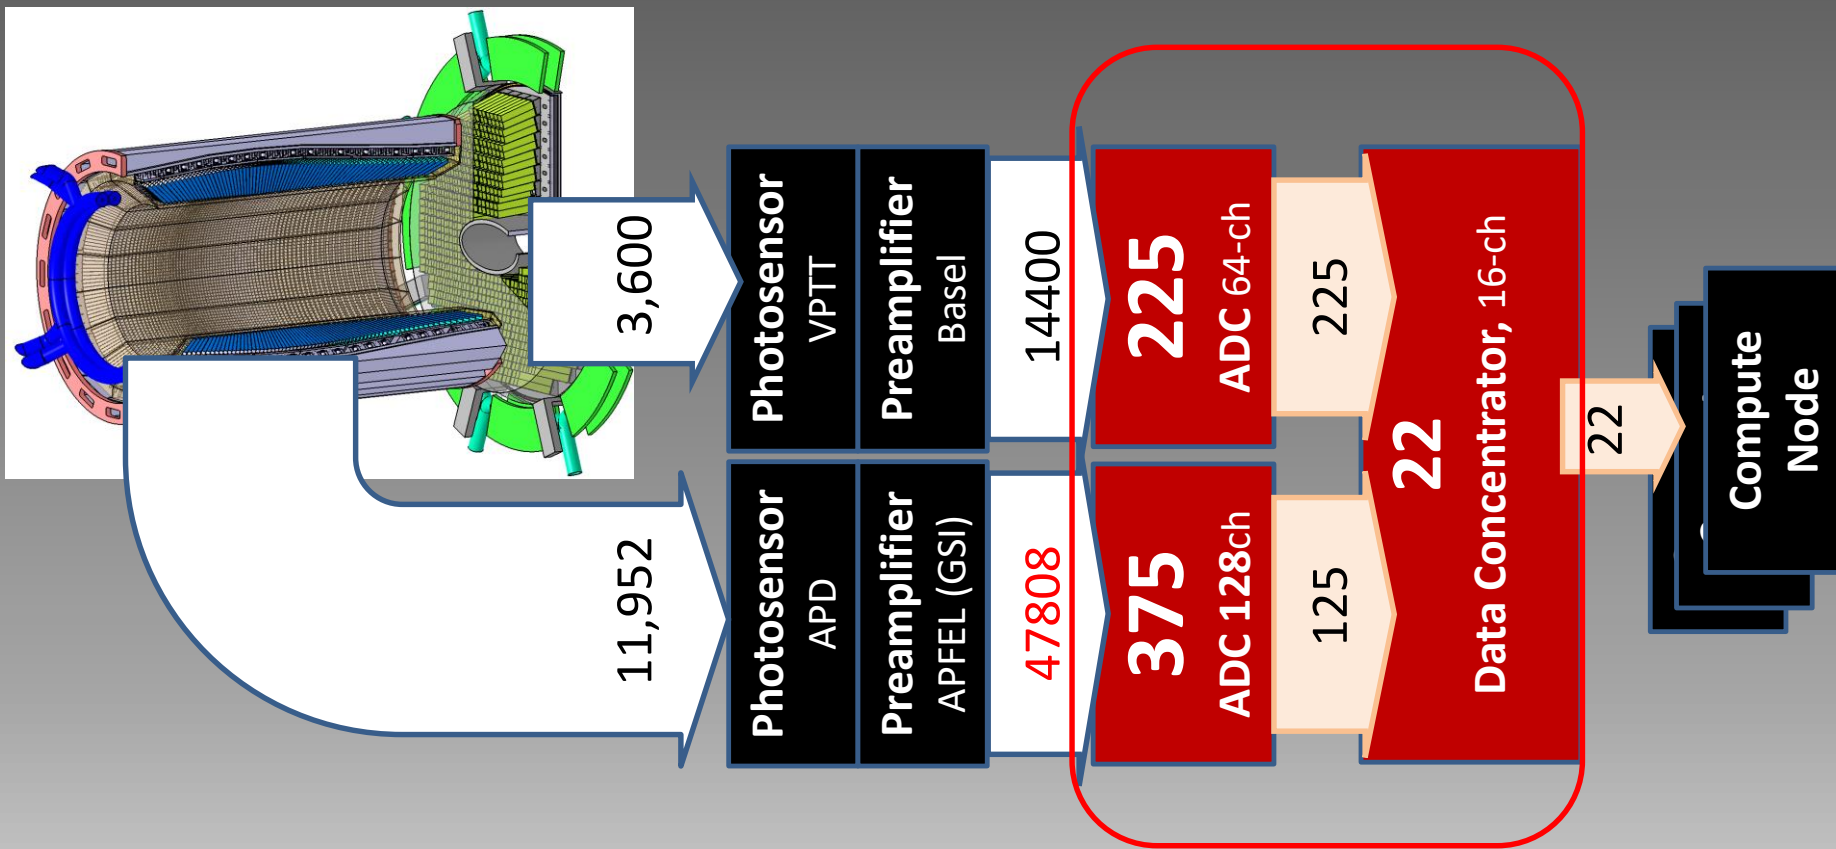 3,600
Photosensor
VPTT
Preamplifier
Basel
14400
225
ADC 64-ch
225
11,952
Photosensor
APD
Preamplifier
APFEL (GSI)
47808
375
ADC 128ch
125
22
Data Concentrator, 16-ch
22
Compute
Node